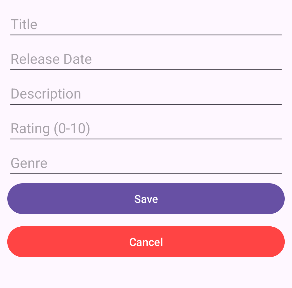 Title
Release Date
Description
Rating (0-10)
Genre
Save
Cancel